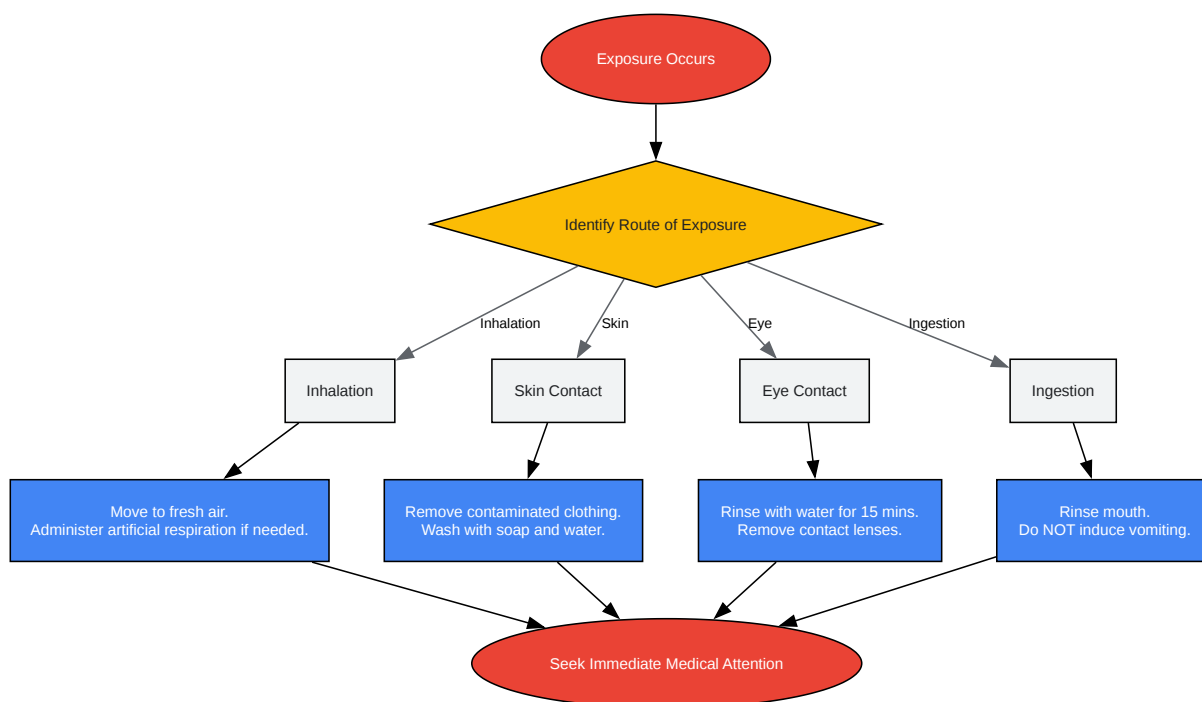 Exposure Occurs
Identify Route of Exposure
Inhalation
Skin
Eye
Ingestion
Inhalation
Skin Contact
Eye Contact
Ingestion
Move to fresh air.
Administer artificial respiration if needed.
Remove contaminated clothing.
Wash with soap and water.
Rinse with water for 15 mins.
Remove contact lenses.
Rinse mouth.
Do NOT induce vomiting.
Seek Immediate Medical Attention